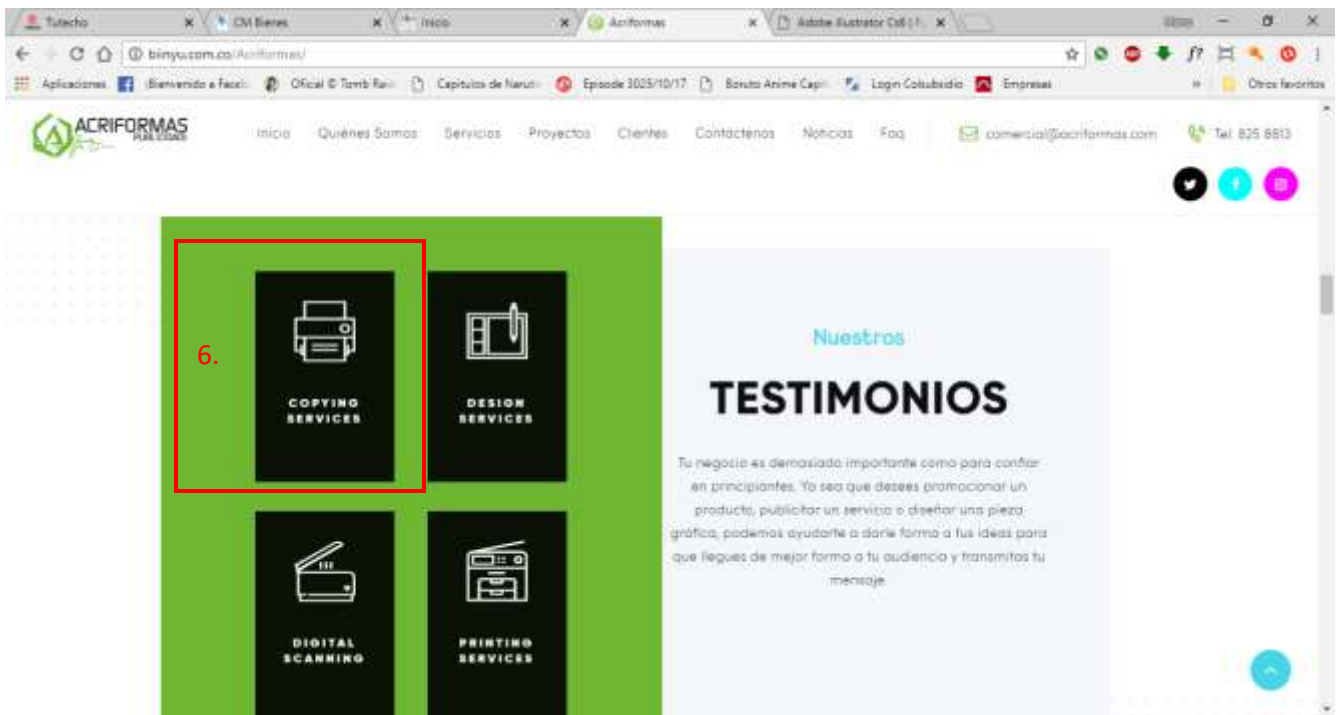 Tutecho
CM Bienes
Inicio
Acriformas
Adobe Illustrator Cs6 |
biinyu.com.co/Acriformas/
Aplicaciones
¡Bienvenido a Faceb
Oficial © Tomb Rai
Capitulos de Narut
Episode 3025/10/17
Boruto Anime Capi
Login Colsubsidio
Empresas
»
Otros favoritos
ACRIFORMAS
PUBLICIDAD
Inicio
Quiénes Somos
Servicios
Proyectos
Clientes
Contáctenos
Noticias
Faq
comercial@acriformas.com
Tel: 825 8813
6.
COPYING
SERVICES
DESIGN
SERVICES
DIGITAL
SCANNING
PRINTING
SERVICES
Nuestros
TESTIMONIOS
Tu negocio es demasiado importante como para confiar
en principiantes. Ya sea que desees promocionar un
producto, publicitar un servicio o diseñar una pieza
gráfica, podemos ayudarte a darle forma a tus ideas para
que llegues de mejor forma a tu audiencia y transmitas tu
mensaje